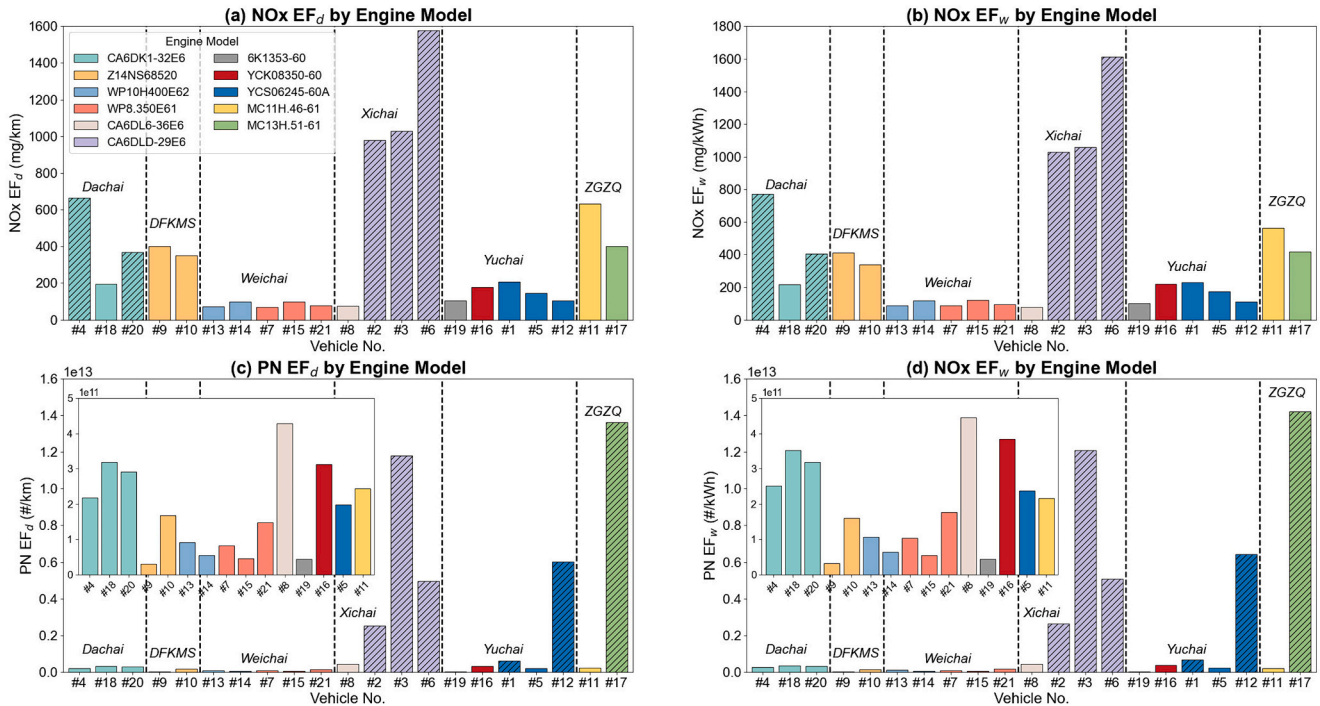 (a) NOx EFd by Engine Model
NOx EFd (mg/km)
1600
1400
1200
1000
800
600
400
200
0
Engine Model
CA6DK1-32E6
Z14NS68520
WP10H400E62
WP8.350E61
CA6DL6-36E6
CA6DLD-29E6
6K1353-60
YCK08350-60
YCS06245-60A
MC11H.46-61
MC13H.51-61
Dachai
DFKMS
Weichai
Xichai
Yuchai
ZGZQ
#4 #18 #20 #9 #10 #13 #14 #7 #15 #21 #8 #2 #3 #6 #19 #16 #1 #5 #12 #11 #17
Vehicle No.
(b) NOx EFw by Engine Model
NOx EFw (mg/kWh)
1800
1600
1400
1200
1000
800
600
400
200
0
Dachai
DFKMS
Weichai
Xichai
Yuchai
ZGZQ
#4 #18 #20 #9 #10 #13 #14 #7 #15 #21 #8 #2 #3 #6 #19 #16 #1 #5 #12 #11 #17
Vehicle No.
(c) PN EFd by Engine Model
1e13
PN EFd (#/km)
1.6
1.4
1.2
1.0
0.8
0.6
0.4
0.2
0.0
1e11
5
4
3
2
1
0
#4 #18 #20 #9 #10 #13 #14 #7 #15 #21 #8 #19 #16 #5 #11
Dachai
DFKMS
Weichai
Xichai
Yuchai
ZGZQ
#4 #18 #20 #9 #10 #13 #14 #7 #15 #21 #8 #2 #3 #6 #19 #16 #1 #5 #12 #11 #17
Vehicle No.
(d) NOx EFw by Engine Model
1e13
PN EFw (#/kWh)
1.6
1.4
1.2
1.0
0.8
0.6
0.4
0.2
0.0
1e11
5
4
3
2
1
0
#4 #18 #20 #9 #10 #13 #14 #7 #15 #21 #8 #19 #16 #5 #11
Dachai
DFKMS
Weichai
Xichai
Yuchai
ZGZQ
#4 #18 #20 #9 #10 #13 #14 #7 #15 #21 #8 #2 #3 #6 #19 #16 #1 #5 #12 #11 #17
Vehicle No.